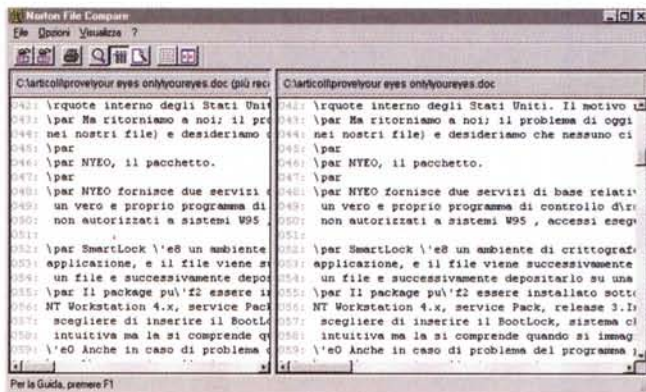 Norton File Compare
File Opzioni Visualizza ?
C:\articoli\prove\your eyes only\youreyes.doc (più rec
042: \rquote interno degli Stati Unit
043: \par Ma ritorniamo a noi; il pro
044: nei nostri file) e desideriamo
045: \par
046: \par NYEO, il pacchetto.
047: \par
048: \par NYEO fornisce due servizi
049: un vero e proprio programma di
050: non autorizzati a sistemi W95 ,
051:
052: \par SmartLock \'e8 un ambiente
053: applicazione, e il file viene su
054: un file e successivamente depos
055: \par Il package pu\'f2 essere in
056: NT Workstation 4.x, service Pack
057: scegliere di inserire il BootLo
058: intuitiva ma la si comprende qu
059: \'e0 Anche in caso di problema
C:\articoli\prove\your eyes only\youreyes.doc
042: \rquote interno degli Stati Uniti. Il motivo
043: \par Ma ritorniamo a noi; il problema di oggi
044: nei nostri file) e desideriamo che nessuno ci
045: \par
046: \par NYEO, il pacchetto.
047: \par
048: \par NYEO fornisce due servizi di base relati
049: un vero e proprio programma di controllo d\r
050: non autorizzati a sistemi W95 , accessi eseg
051:
052: \par SmartLock \'e8 un ambiente di crittograf
053: applicazione, e il file viene successivamente
054: un file e successivamente depositarlo su una
055: \par Il package pu\'f2 essere installato sott
056: NT Workstation 4.x, service Pack, release 3.I
057: scegliere di inserire il BootLock, sistema c
058: intuitiva ma la si comprende quando si immag
059: \'e0 Anche in caso di problema del programma
Per la Guida, premere F1